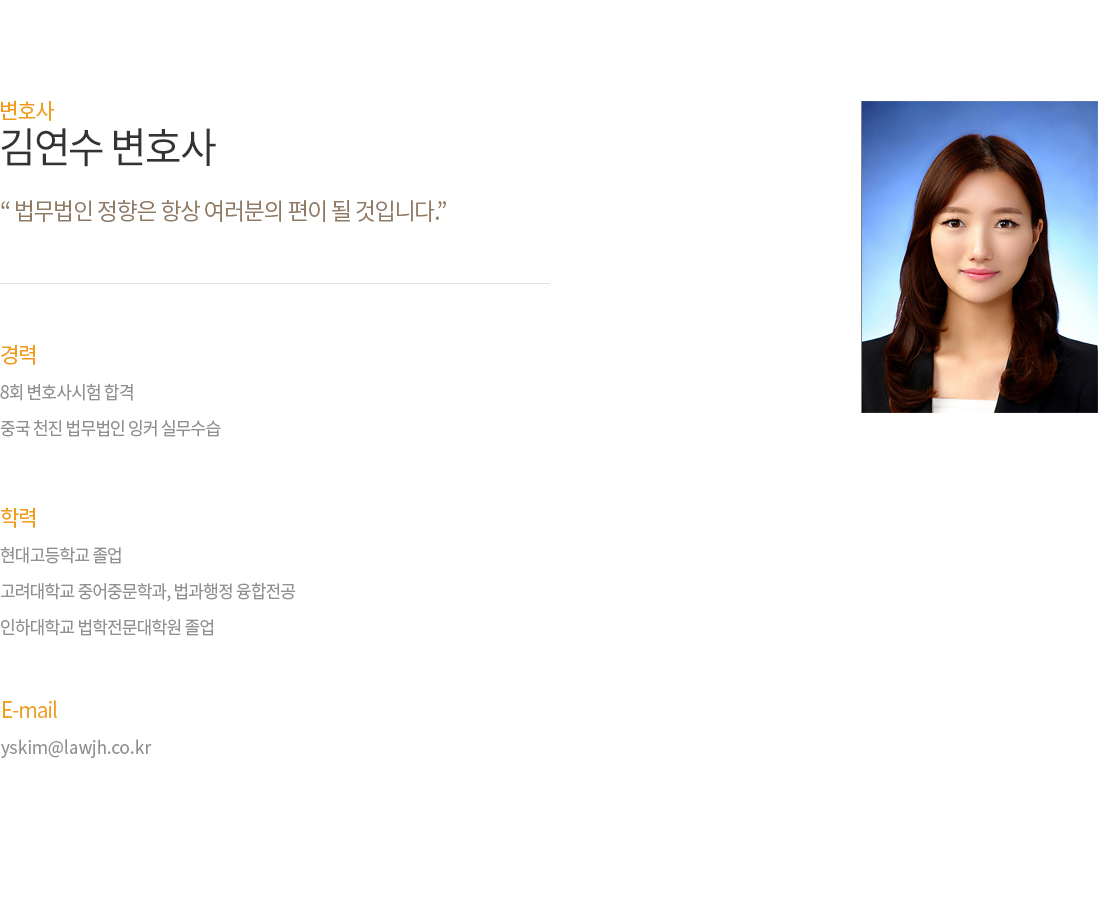 변호사
김연수 변호사
“ 법무법인 정향은 항상 여러분의 편이 될 것입니다.”
경력
8회 변호사시험 합격
중국 천진 법무법인 잉커 실무수습
학력
현대고등학교 졸업
고려대학교 중어중문학과, 법과행정 융합전공
인하대학교 법학전문대학원 졸업
E-mail
yskim@lawjh.co.kr